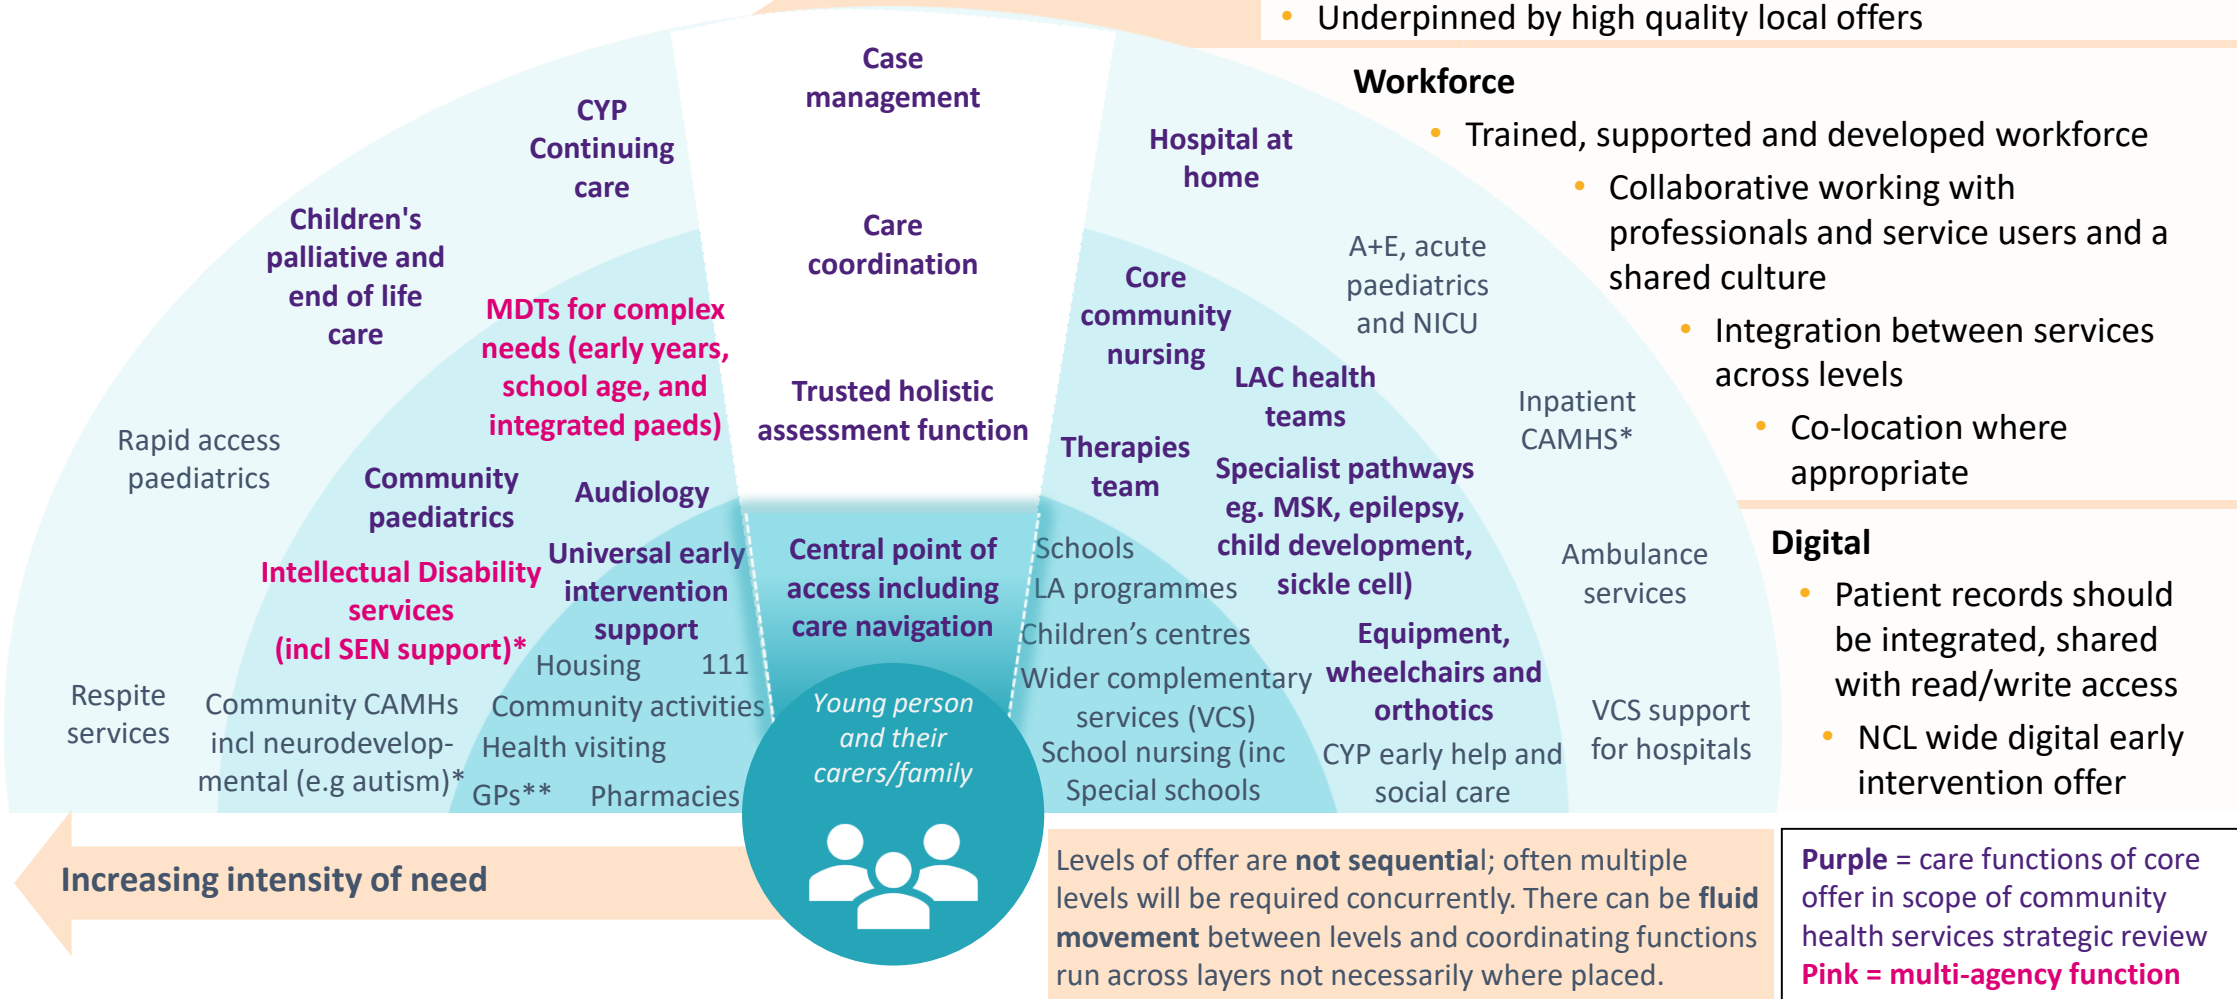 • Underpinned by high quality local offers
Workforce
• Trained, supported and developed workforce
• Collaborative working with
professionals and service users and a
shared culture
• Integration between services
across levels
• Co-location where
appropriate
Digital
• Patient records should
be integrated, shared
with read/write access
• NCL wide digital early
intervention offer
Case
management
Care
coordination
Trusted holistic
assessment function
Central point of
access including
care navigation
Young person
and their
carers/family
CYP
Continuing
care
Children's
palliative and
end of life
care
Rapid access
paediatrics
Respite
services
MDTs for complex
needs (early years,
school age, and
integrated paeds)
Community
paediatrics
Audiology
Intellectual Disability
services
(incl SEN support)*
Community CAMHs
incl neurodevelop-
mental (e.g autism)*
Universal early
intervention
support
Housing
111
Community activities
Health visiting
GPs**
Pharmacies
Hospital at
home
A+E, acute
paediatrics
and NICU
Inpatient
CAMHS*
Ambulance
services
VCS support
for hospitals
Core
community
nursing
LAC health
teams
Therapies
team
Specialist pathways
eg. MSK, epilepsy,
child development,
sickle cell)
Equipment,
wheelchairs and
orthotics
CYP early help and
social care
Schools
LA programmes
Children’s centres
Wider complementary
services (VCS)
School nursing (inc
Special schools
Increasing intensity of need
Levels of offer are not sequential; often multiple
levels will be required concurrently. There can be fluid
movement between levels and coordinating functions
run across layers not necessarily where placed.
Purple = care functions of core
offer in scope of community
health services strategic review
Pink = multi-agency function